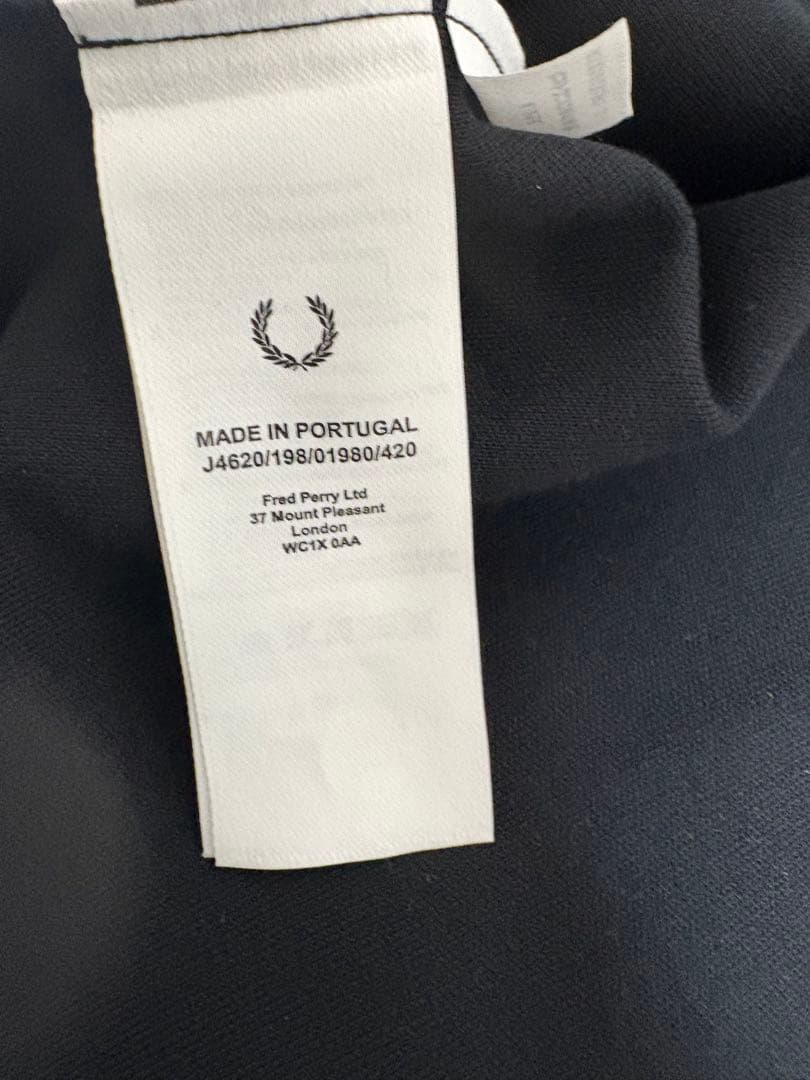 MADE IN PORTUGAL
J4620/198/01980/420
Fred Perry Ltd
37 Mount Pleasant
London
WC1X 0AA